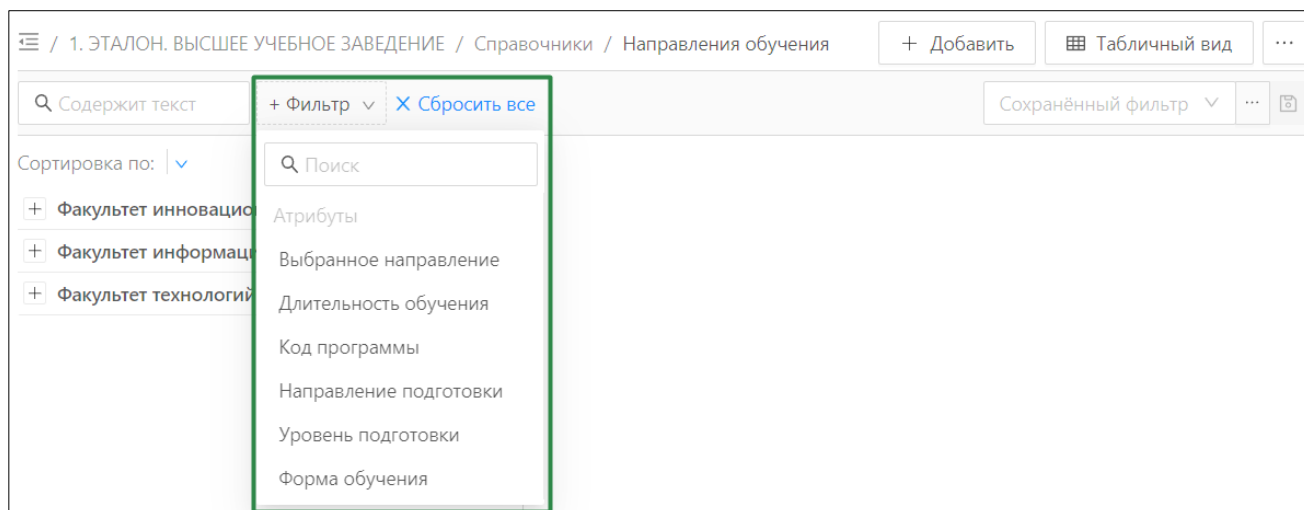 / 1. ЭТАЛОН. ВЫСШЕЕ УЧЕБНОЕ ЗАВЕДЕНИЕ / Справочники / Направления обучения + Добавить Табличный вид ...
Содержит текст + Фильтр Сбросить все Сохранённый фильтр ...
Сортировка по:
Поиск
Факультет
Факультет
Факультет технологий
Атрибуты
Выбранное направление
Длительность обучения
Код программы
Направление подготовки
Уровень подготовки
Форма обучения